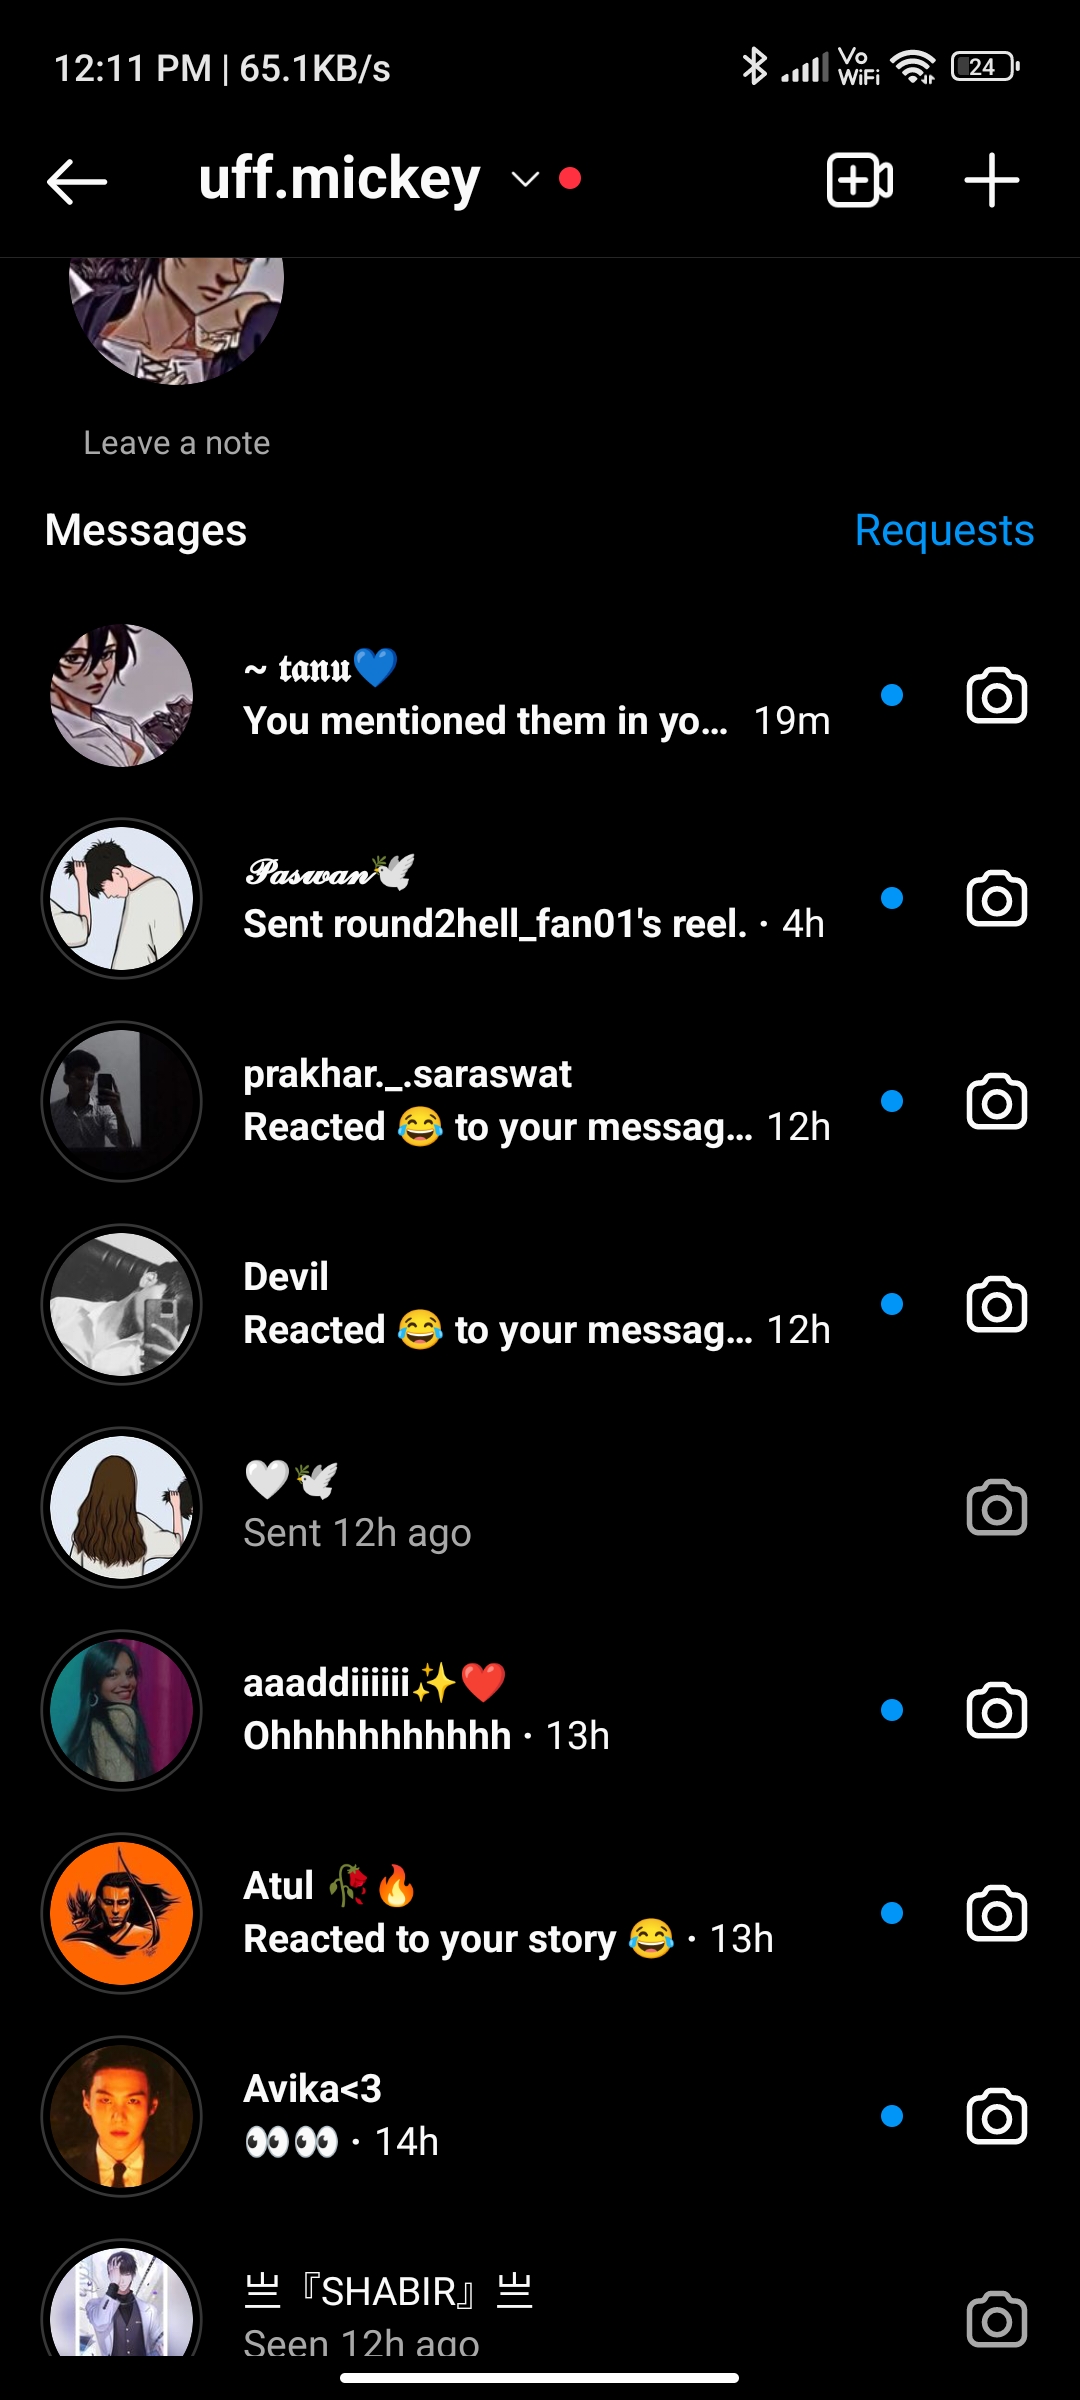 12:11 PM | 65.1KB/s Vo WiFi 24
uff.mickey
Leave a note
Messages Requests
~ 𝖙𝖆𝖓𝖚💙
You mentioned them in yo... 19m
𝓟𝓪𝓼𝔀𝓪𝓷🕊️
Sent round2hell_fan01's reel. · 4h
prakhar._.saraswat
Reacted 😂 to your messag... 12h
Devil
Reacted 😂 to your messag... 12h
🤍🕊️
Sent 12h ago
aaaddiiiiii✨❤️
Ohhhhhhhhhhh · 13h
Atul 🥀🔥
Reacted to your story 😂 · 13h
Avika<3
👀👀 · 14h
亗『SHABIR』亗
Seen 12h ago